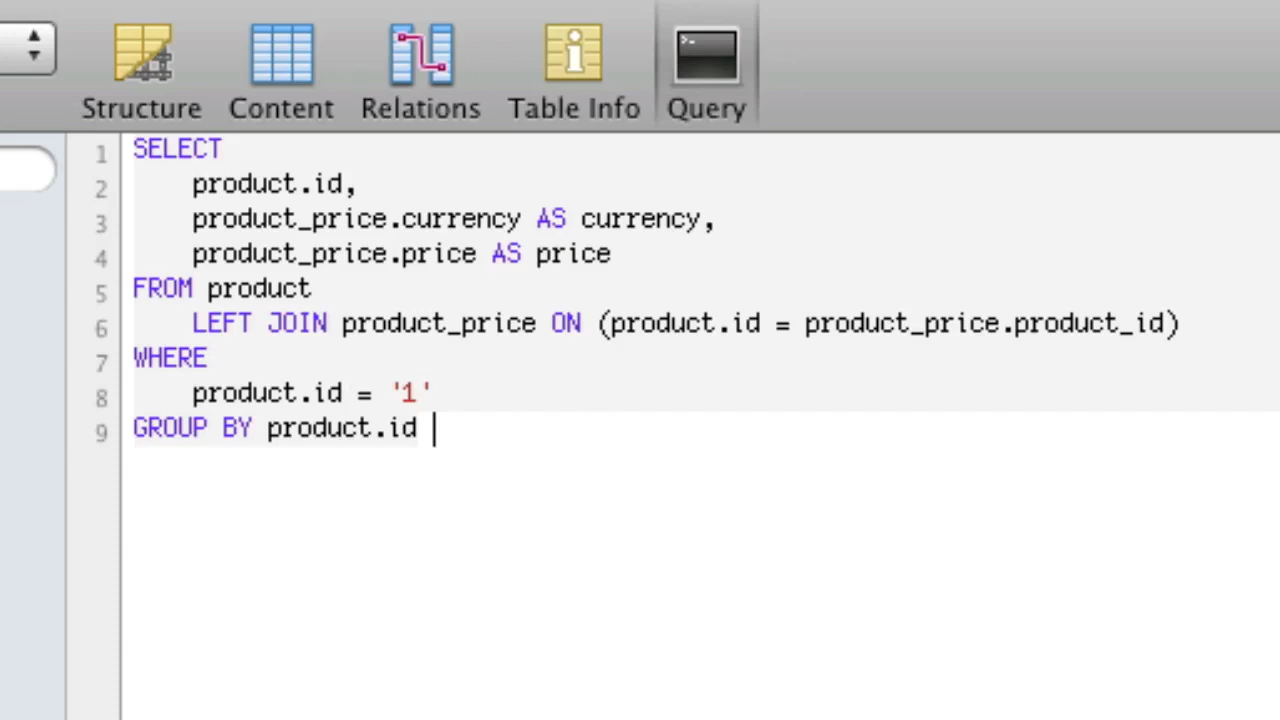 Structure Content Relations Table Info Query
1 SELECT
2 product.id,
3 product_price.currency AS currency,
4 product_price.price AS price
5 FROM product
6 LEFT JOIN product_price ON (product.id = product_price.product_id)
7 WHERE
8 product.id = '1'
9 GROUP BY product.id